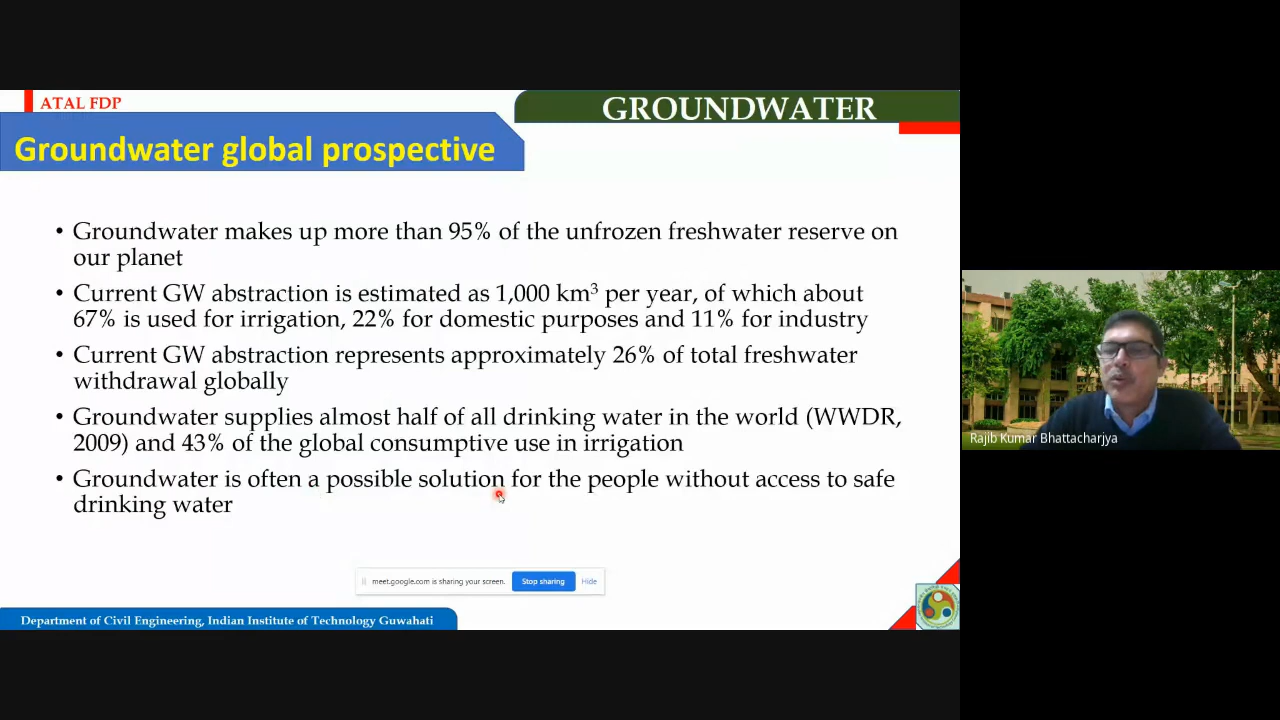 ATAL FDP
GROUNDWATER
Groundwater global prospective
• Groundwater makes up more than 95% of the unfrozen freshwater reserve on
our planet
• Current GW abstraction is estimated as 1,000 km³ per year, of which about
67% is used for irrigation, 22% for domestic purposes and 11% for industry
• Current GW abstraction represents approximately 26% of total freshwater
withdrawal globally
• Groundwater supplies almost half of all drinking water in the world (WWDR,
2009) and 43% of the global consumptive use in irrigation
• Groundwater is often a possible solution for the people without access to safe
drinking water
meet.google.com is sharing your screen. Stop sharing Hide
Department of Civil Engineering, Indian Institute of Technology Guwahati
Rajib Kumar Bhattacharjya